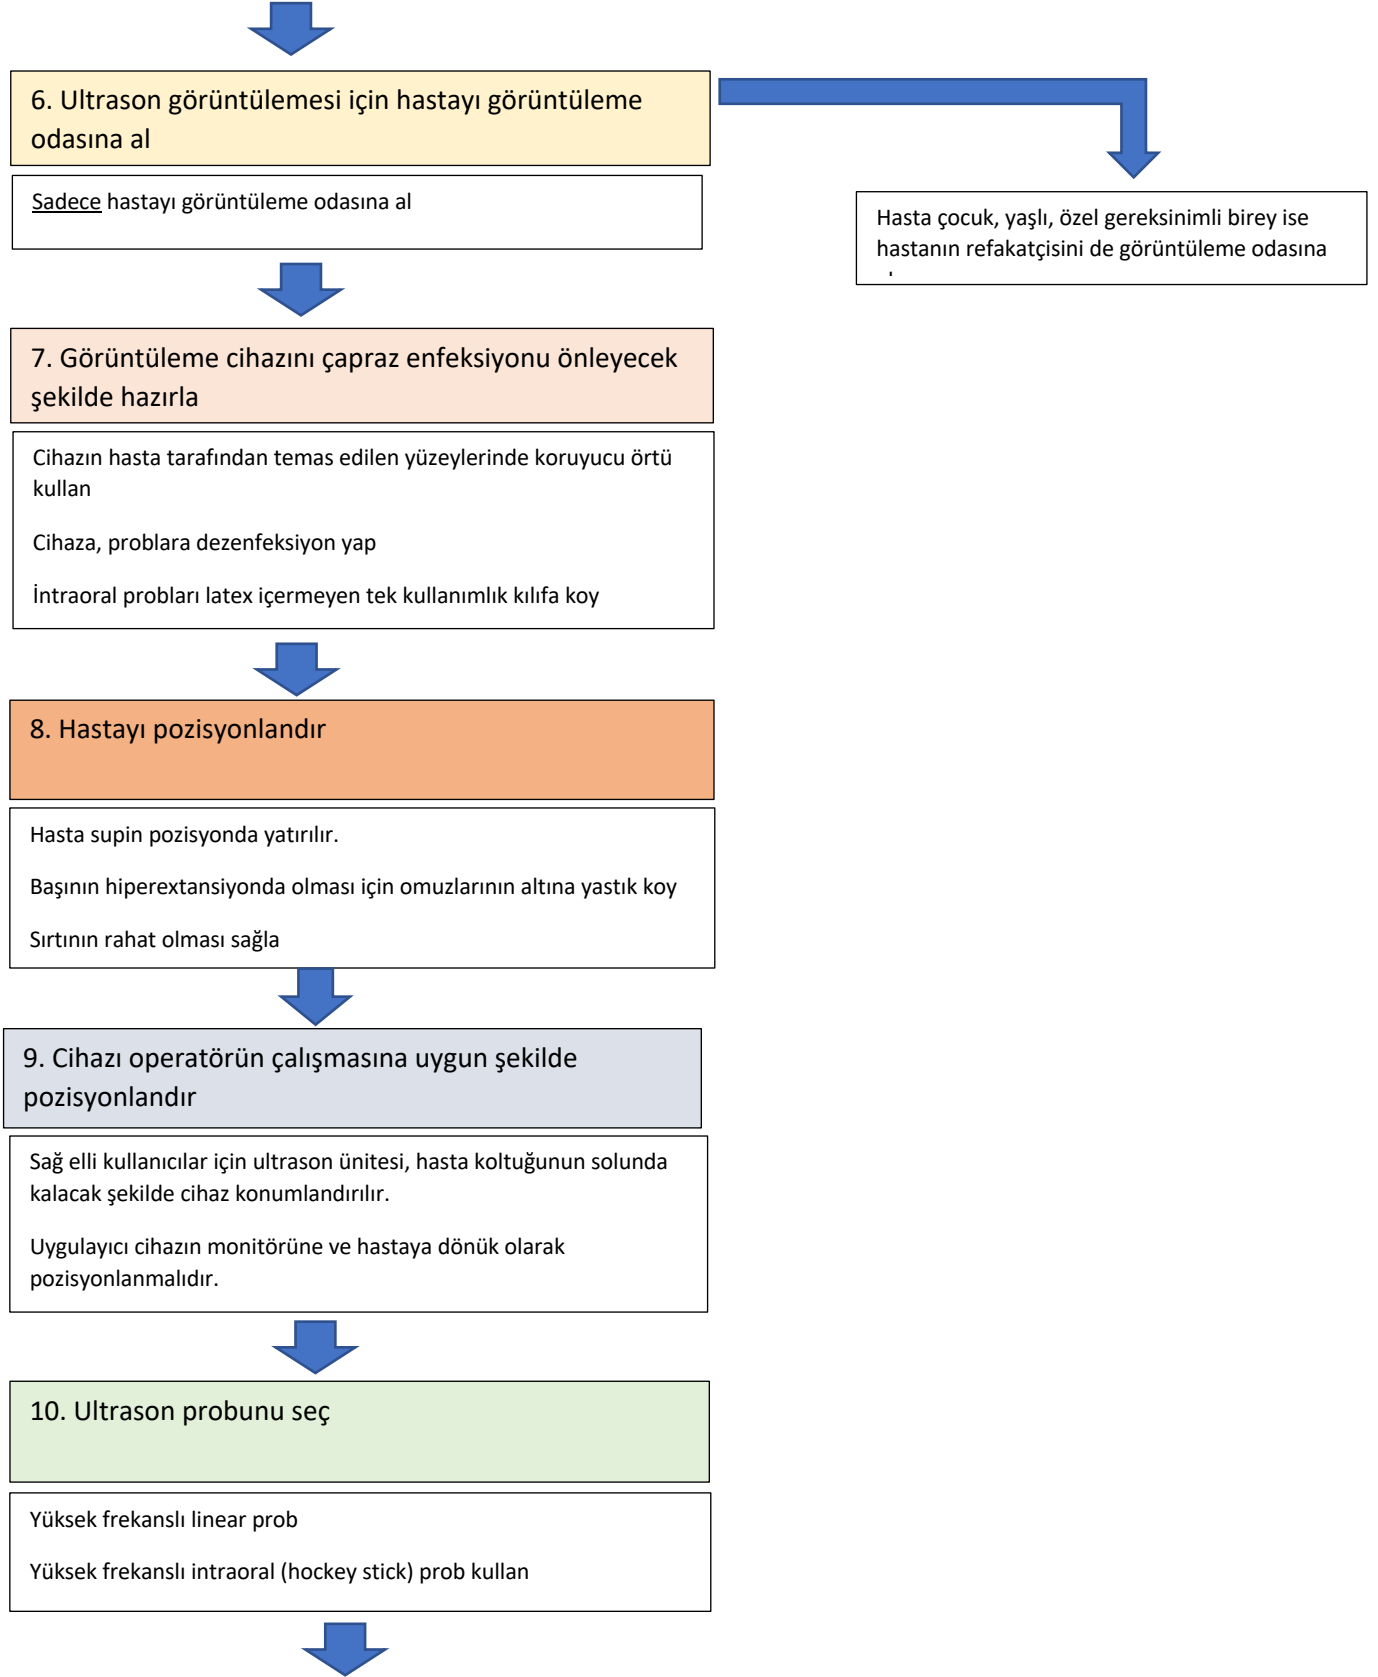 6. Ultrason görüntülemesi için hastayı görüntüleme
odasına al
Sadece hastayı görüntüleme odasına al
Hasta çocuk, yaşlı, özel gereksinimli birey ise
hastanın refakatçisini de görüntüleme odasına
7. Görüntüleme cihazını çapraz enfeksiyonu önleyecek
şekilde hazırla
Cihazın hasta tarafından temas edilen yüzeylerinde koruyucu örtü
kullan
Cihaza, problara dezenfeksiyon yap
İntraoral probları latex içermeyen tek kullanımlık kılıfa koy
8. Hastayı pozisyonlandır
Hasta supin pozisyonda yatırılır.
Başının hiperextansiyonda olması için omuzlarının altına yastık koy
Sırtının rahat olması sağla
9. Cihazı operatörün çalışmasına uygun şekilde
pozisyonlandır
Sağ elli kullanıcılar için ultrason ünitesi, hasta koltuğunun solunda
kalacak şekilde cihaz konumlandırılır.
Uygulayıcı cihazın monitörüne ve hastaya dönük olarak
pozisyonlanmalıdır.
10. Ultrason probunu seç
Yüksek frekanslı linear prob
Yüksek frekanslı intraoral (hockey stick) prob kullan